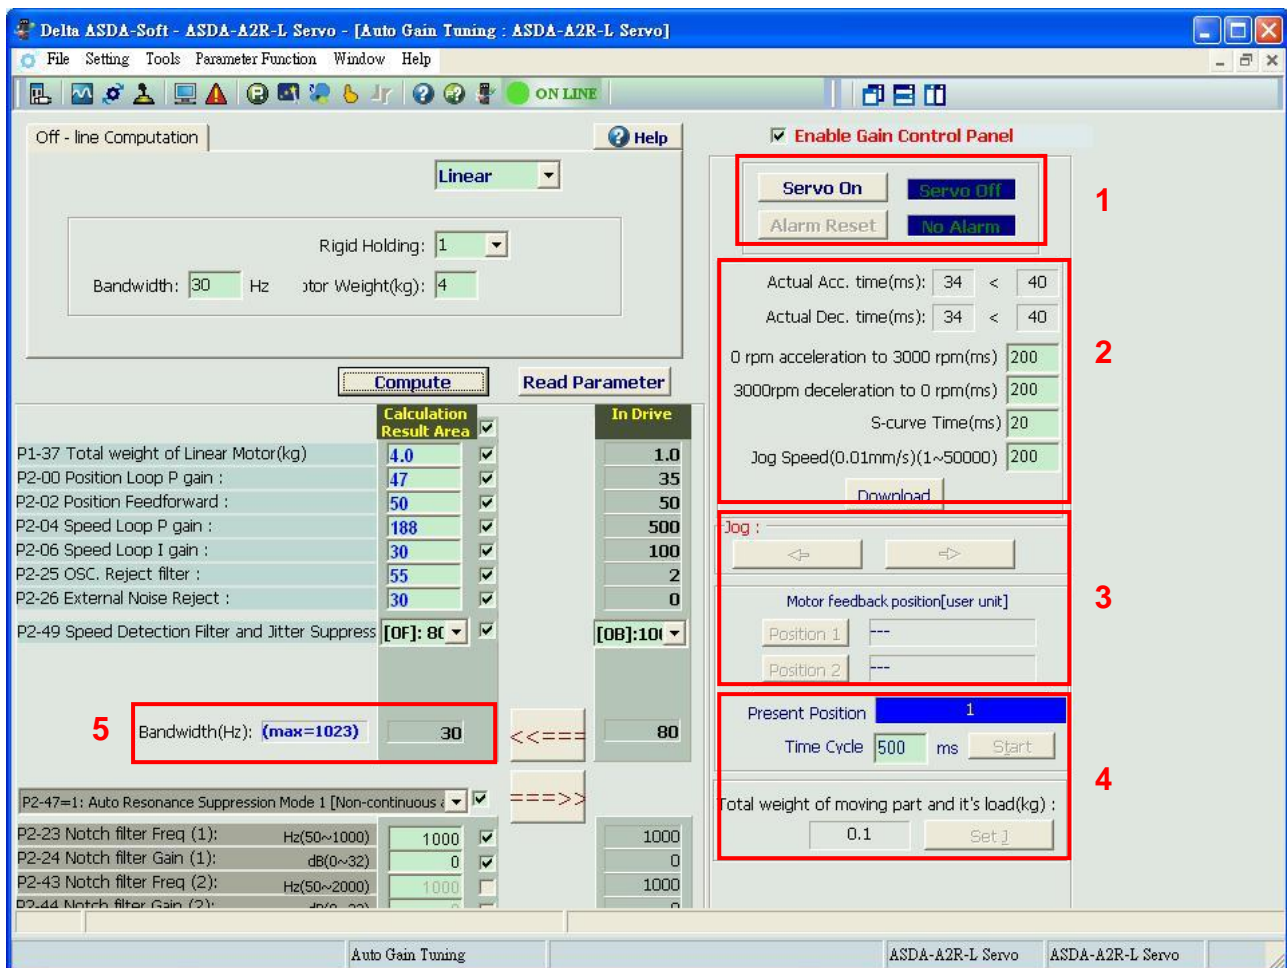 Delta ASDA-Soft - ASDA-A2R-L Servo - [Auto Gain Tuning : ASDA-A2R-L Servo]
File Setting Tools Parameter Function Window Help
ON LINE
Off - line Computation
Help
Linear
Rigid Holding: 1
Bandwidth: 30 Hz otor Weight(kg): 4
Compute Read Parameter
Calculation Result Area
In Drive
P1-37 Total weight of Linear Motor(kg) 4.0 1.0
P2-00 Position Loop P gain : 47 35
P2-02 Position Feedforward : 50 50
P2-04 Speed Loop P gain : 188 500
P2-06 Speed Loop I gain : 30 100
P2-25 OSC. Reject filter : 55 2
P2-26 External Noise Reject : 30 0
P2-49 Speed Detection Filter and Jitter Suppress [0F]: 80 [0B]:100
5 Bandwidth(Hz): (max=1023) 30 <<=== 80
P2-47=1: Auto Resonance Suppression Mode 1 [Non-continuous ===>>
P2-23 Notch filter Freq (1): Hz(50~1000) 1000 1000
P2-24 Notch filter Gain (1): dB(0~32) 0 0
P2-43 Notch filter Freq (2): Hz(50~2000) 1000 1000
P2-44 Notch filter Gain (2): dB(0~32) 0 0
Enable Gain Control Panel
Servo On Servo Off
1
Alarm Reset No Alarm
Actual Acc. time(ms): 34 < 40
Actual Dec. time(ms): 34 < 40
2
0 rpm acceleration to 3000 rpm(ms) 200
3000rpm deceleration to 0 rpm(ms) 200
S-curve Time(ms) 20
Jog Speed(0.01mm/s)(1~50000) 200
Download
Jog :
3
Motor feedback position[user unit]
Position 1 ---
Position 2 ---
Present Position 1
Time Cycle 500 ms Start
4
Total weight of moving part and it's load(kg) :
0.1 Set J
Auto Gain Tuning ASDA-A2R-L Servo ASDA-A2R-L Servo